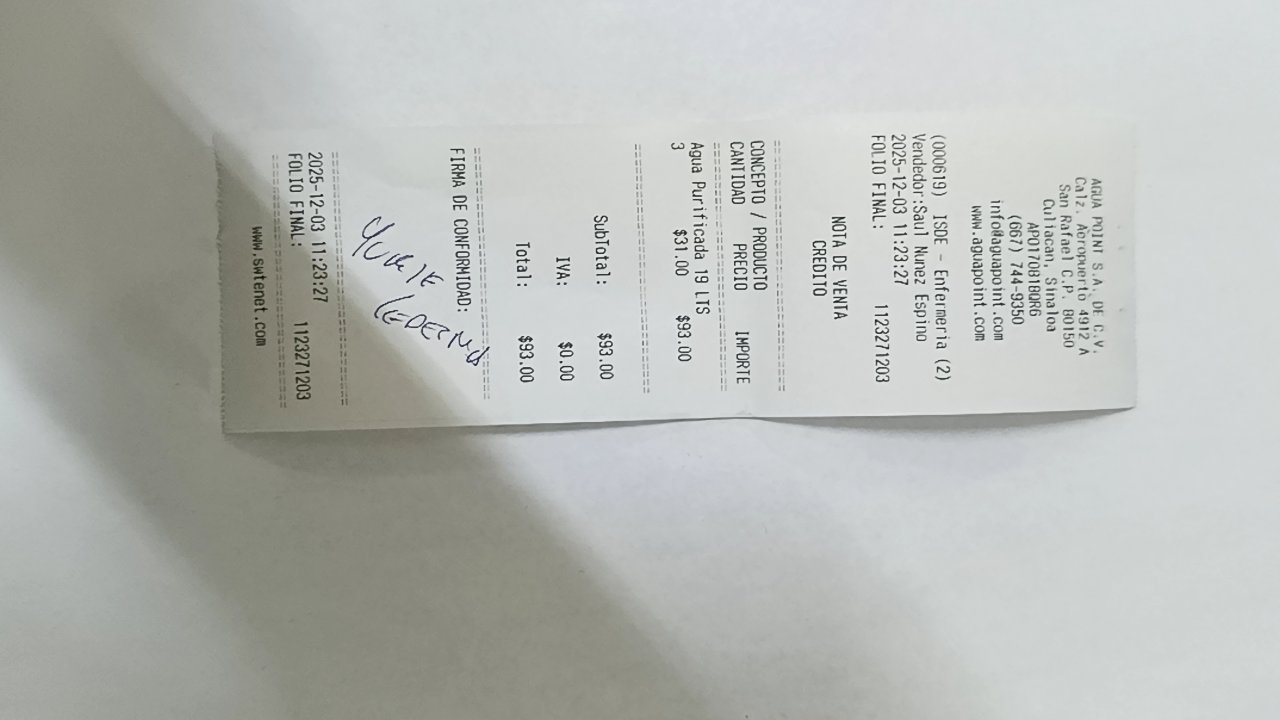 AGUA POINT S.A. DE C.V.
Calz. Aeropuerto 4912 A
San Rafael C.P. 80150
Culiacan, Sinaloa
APO170818QR6
(667) 744-9350
info@aguapoint.com
www.aguapoint.com
(000619) ISDE - Enfermeria (2)
Vendedor:Saul Nunez Espino
2025-12-03 11:23:27
FOLIO FINAL: 1123271203
NOTA DE VENTA
CREDITO
CONCEPTO / PRODUCTO
CANTIDAD PRECIO IMPORTE
Agua Purificada 19 LTS
3 $31.00 $93.00
SubTotal: $93.00
IVA: $0.00
Total: $93.00
FIRMA DE CONFORMIDAD:
2025-12-03 11:23:27
FOLIO FINAL: 1123271203
www.swtenet.com